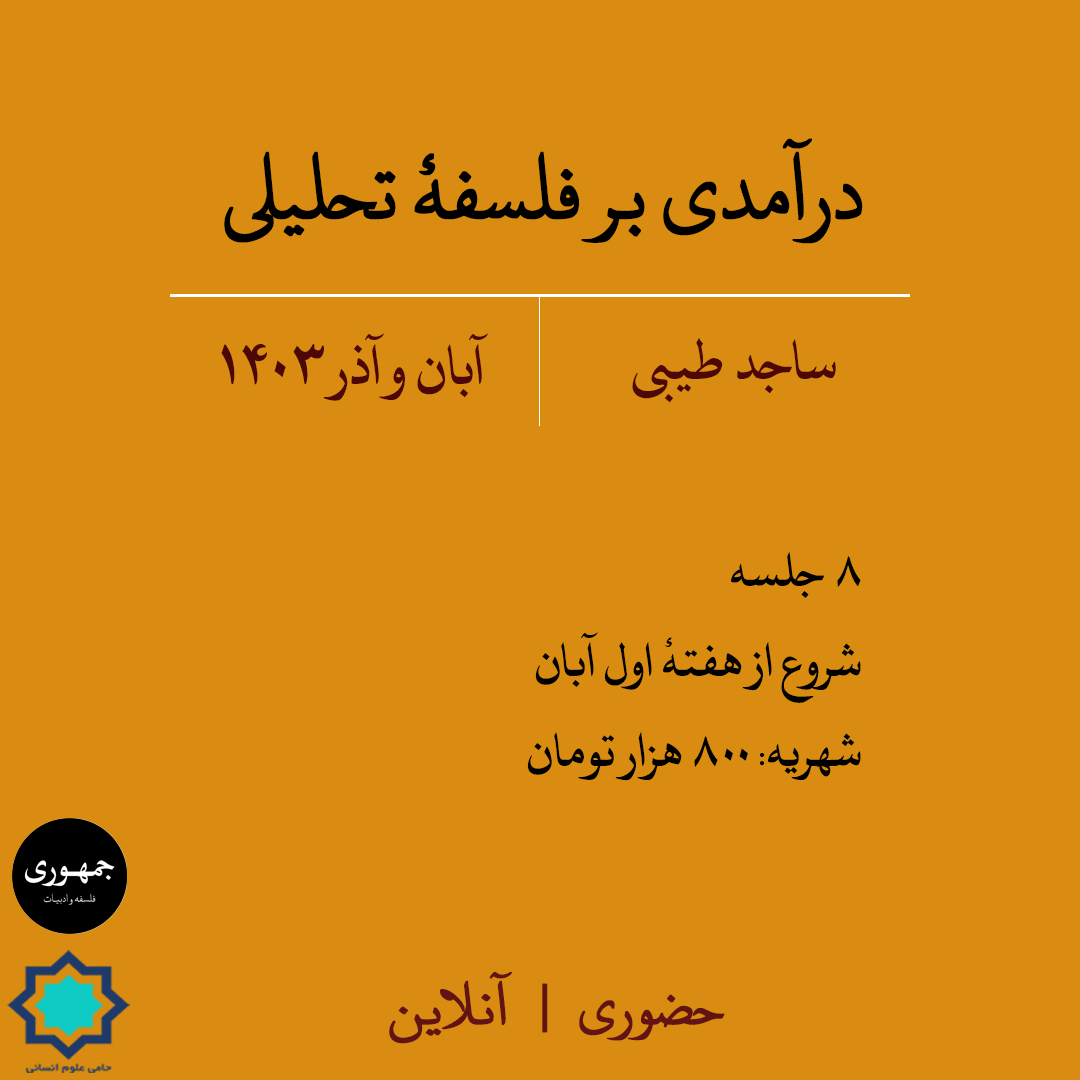 درآمدی بر فلسفهٔ تحلیلی
ساجد طیبی
آبان و آذر ۱۴۰۳
۸ جلسه
شروع از هفتهٔ اول آبان
شهریه: ۸۰۰ هزار تومان
جمهوری
فلسفه و ادبیات
حامی علوم انسانی
حضوری | آنلاین